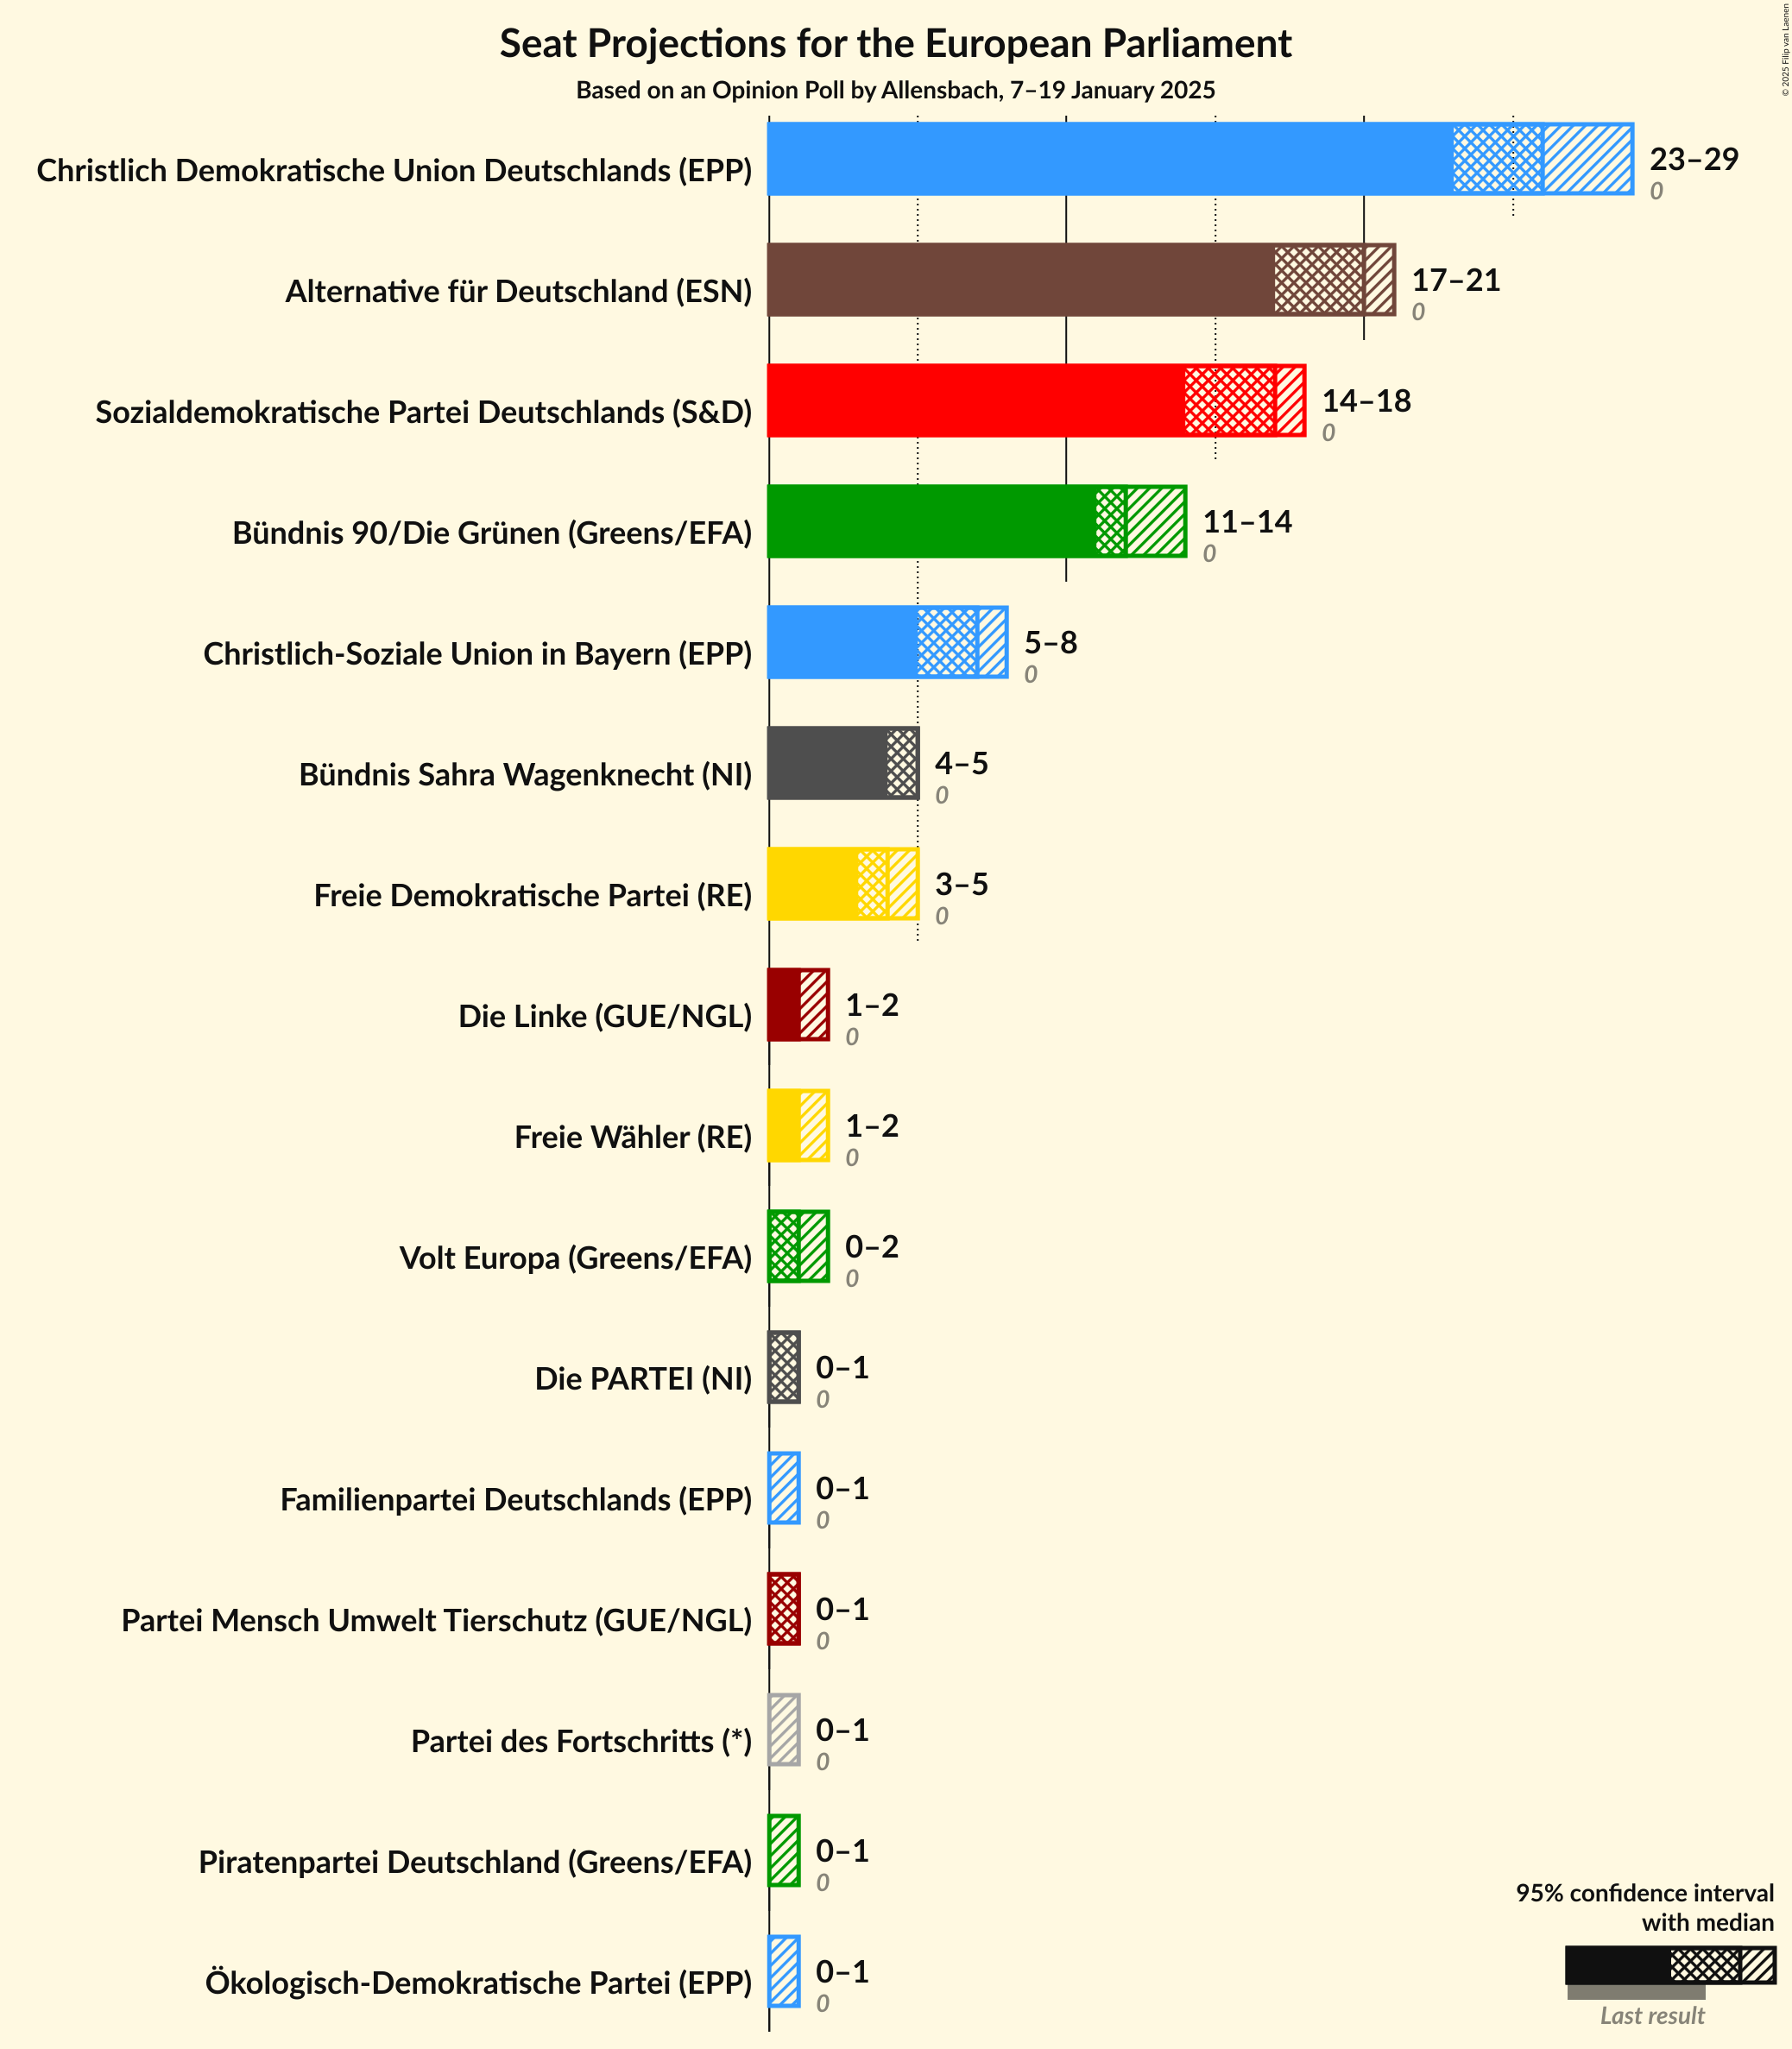 Seat Projections for the European Parliament
Based on an Opinion Poll by Allensbach, 7–19 January 2025
© 2025 Filip van Laenen
Christlich Demokratische Union Deutschlands (EPP)
23–29
0
Alternative für Deutschland (ESN)
17–21
0
Sozialdemokratische Partei Deutschlands (S&D)
14–18
0
Bündnis 90/Die Grünen (Greens/EFA)
11–14
0
Christlich-Soziale Union in Bayern (EPP)
5–8
0
Bündnis Sahra Wagenknecht (NI)
4–5
0
Freie Demokratische Partei (RE)
3–5
0
Die Linke (GUE/NGL)
1–2
0
Freie Wähler (RE)
1–2
0
Volt Europa (Greens/EFA)
0–2
0
Die PARTEI (NI)
0–1
0
Familienpartei Deutschlands (EPP)
0–1
0
Partei Mensch Umwelt Tierschutz (GUE/NGL)
0–1
0
Partei des Fortschritts (*)
0–1
0
Piratenpartei Deutschland (Greens/EFA)
0–1
0
Ökologisch-Demokratische Partei (EPP)
0–1
0
95% confidence interval
with median
Last result